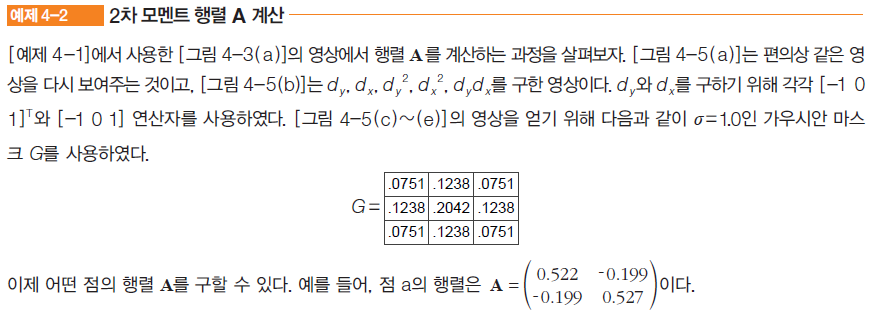 예제 4-2 2차 모멘트 행렬 A 계산
[예제 4-1]에서 사용한 [그림 4-3(a)]의 영상에서 행렬 A를 계산하는 과정을 살펴보자. [그림 4-5(a)]는 편의상 같은 영
상을 다시 보여주는 것이고, [그림 4-5(b)]는 d_y, d_x, d_y², d_x², d_yd_x를 구한 영상이다. d_y와 d_x를 구하기 위해 각각 [-1 0
1]ᵀ와 [-1 0 1] 연산자를 사용하였다. [그림 4-5(c)~(e)]의 영상을 얻기 위해 다음과 같이 σ=1.0인 가우시안 마스
크 G를 사용하였다.
.0751 .1238 .0751
G= .1238 .2042 .1238
.0751 .1238 .0751
이제 어떤 점의 행렬 A를 구할 수 있다. 예를 들어, 점 a의 행렬은 A = (0.522 -0.199
-0.199 0.527)이다.